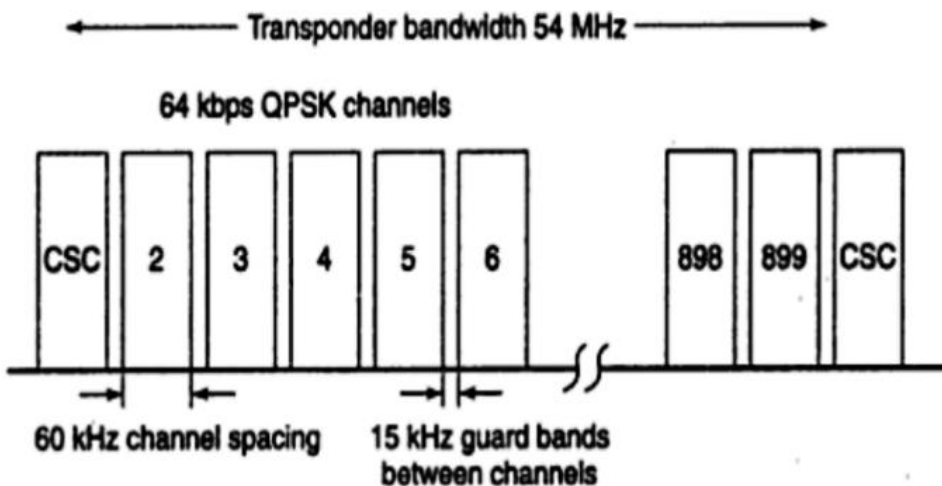 Transponder bandwidth 54 MHz
64 kbps QPSK channels
CSC 2 3 4 5 6 898 899 CSC
60 kHz channel spacing
15 kHz guard bands
between channels